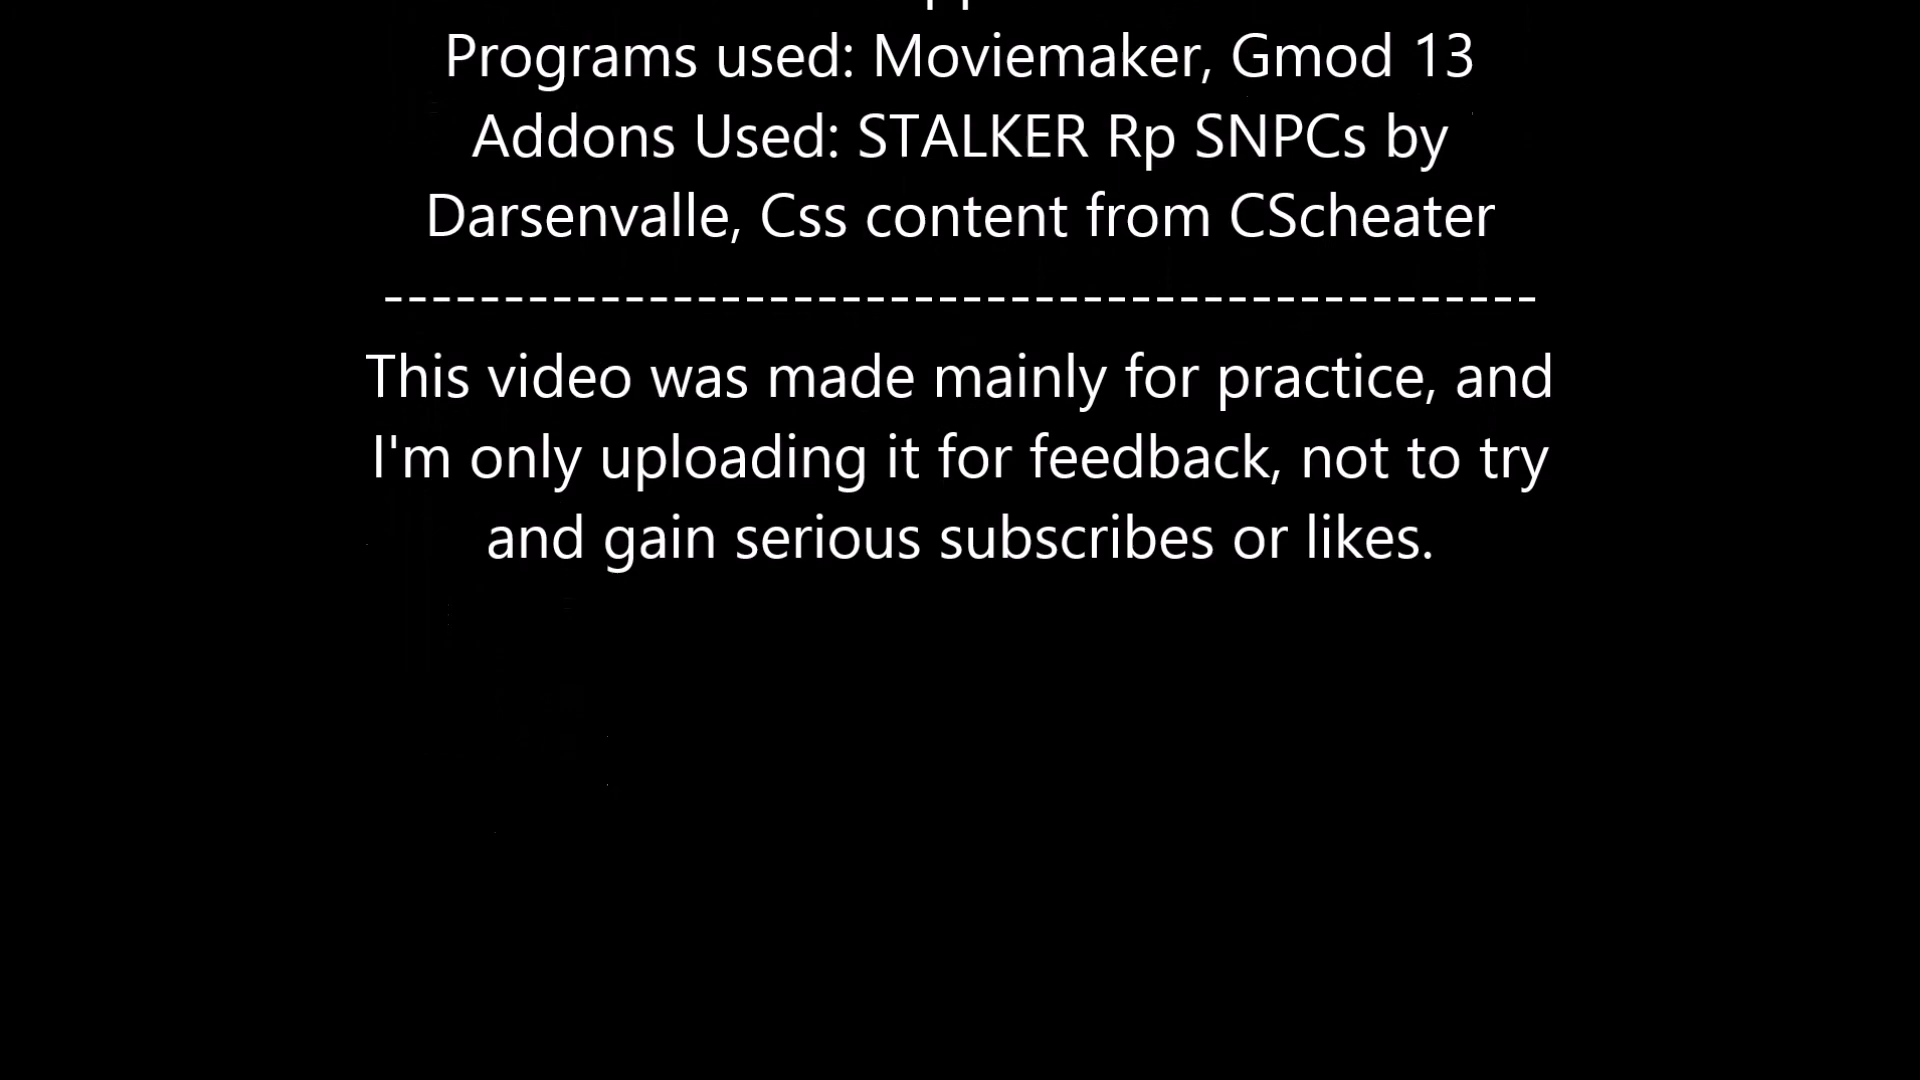 Programs used: Moviemaker, Gmod 13
Addons Used: STALKER Rp SNPCs by
Darsenvalle, Css content from CScheater
------------------------------------------------
This video was made mainly for practice, and
I'm only uploading it for feedback, not to try
and gain serious subscribes or likes.